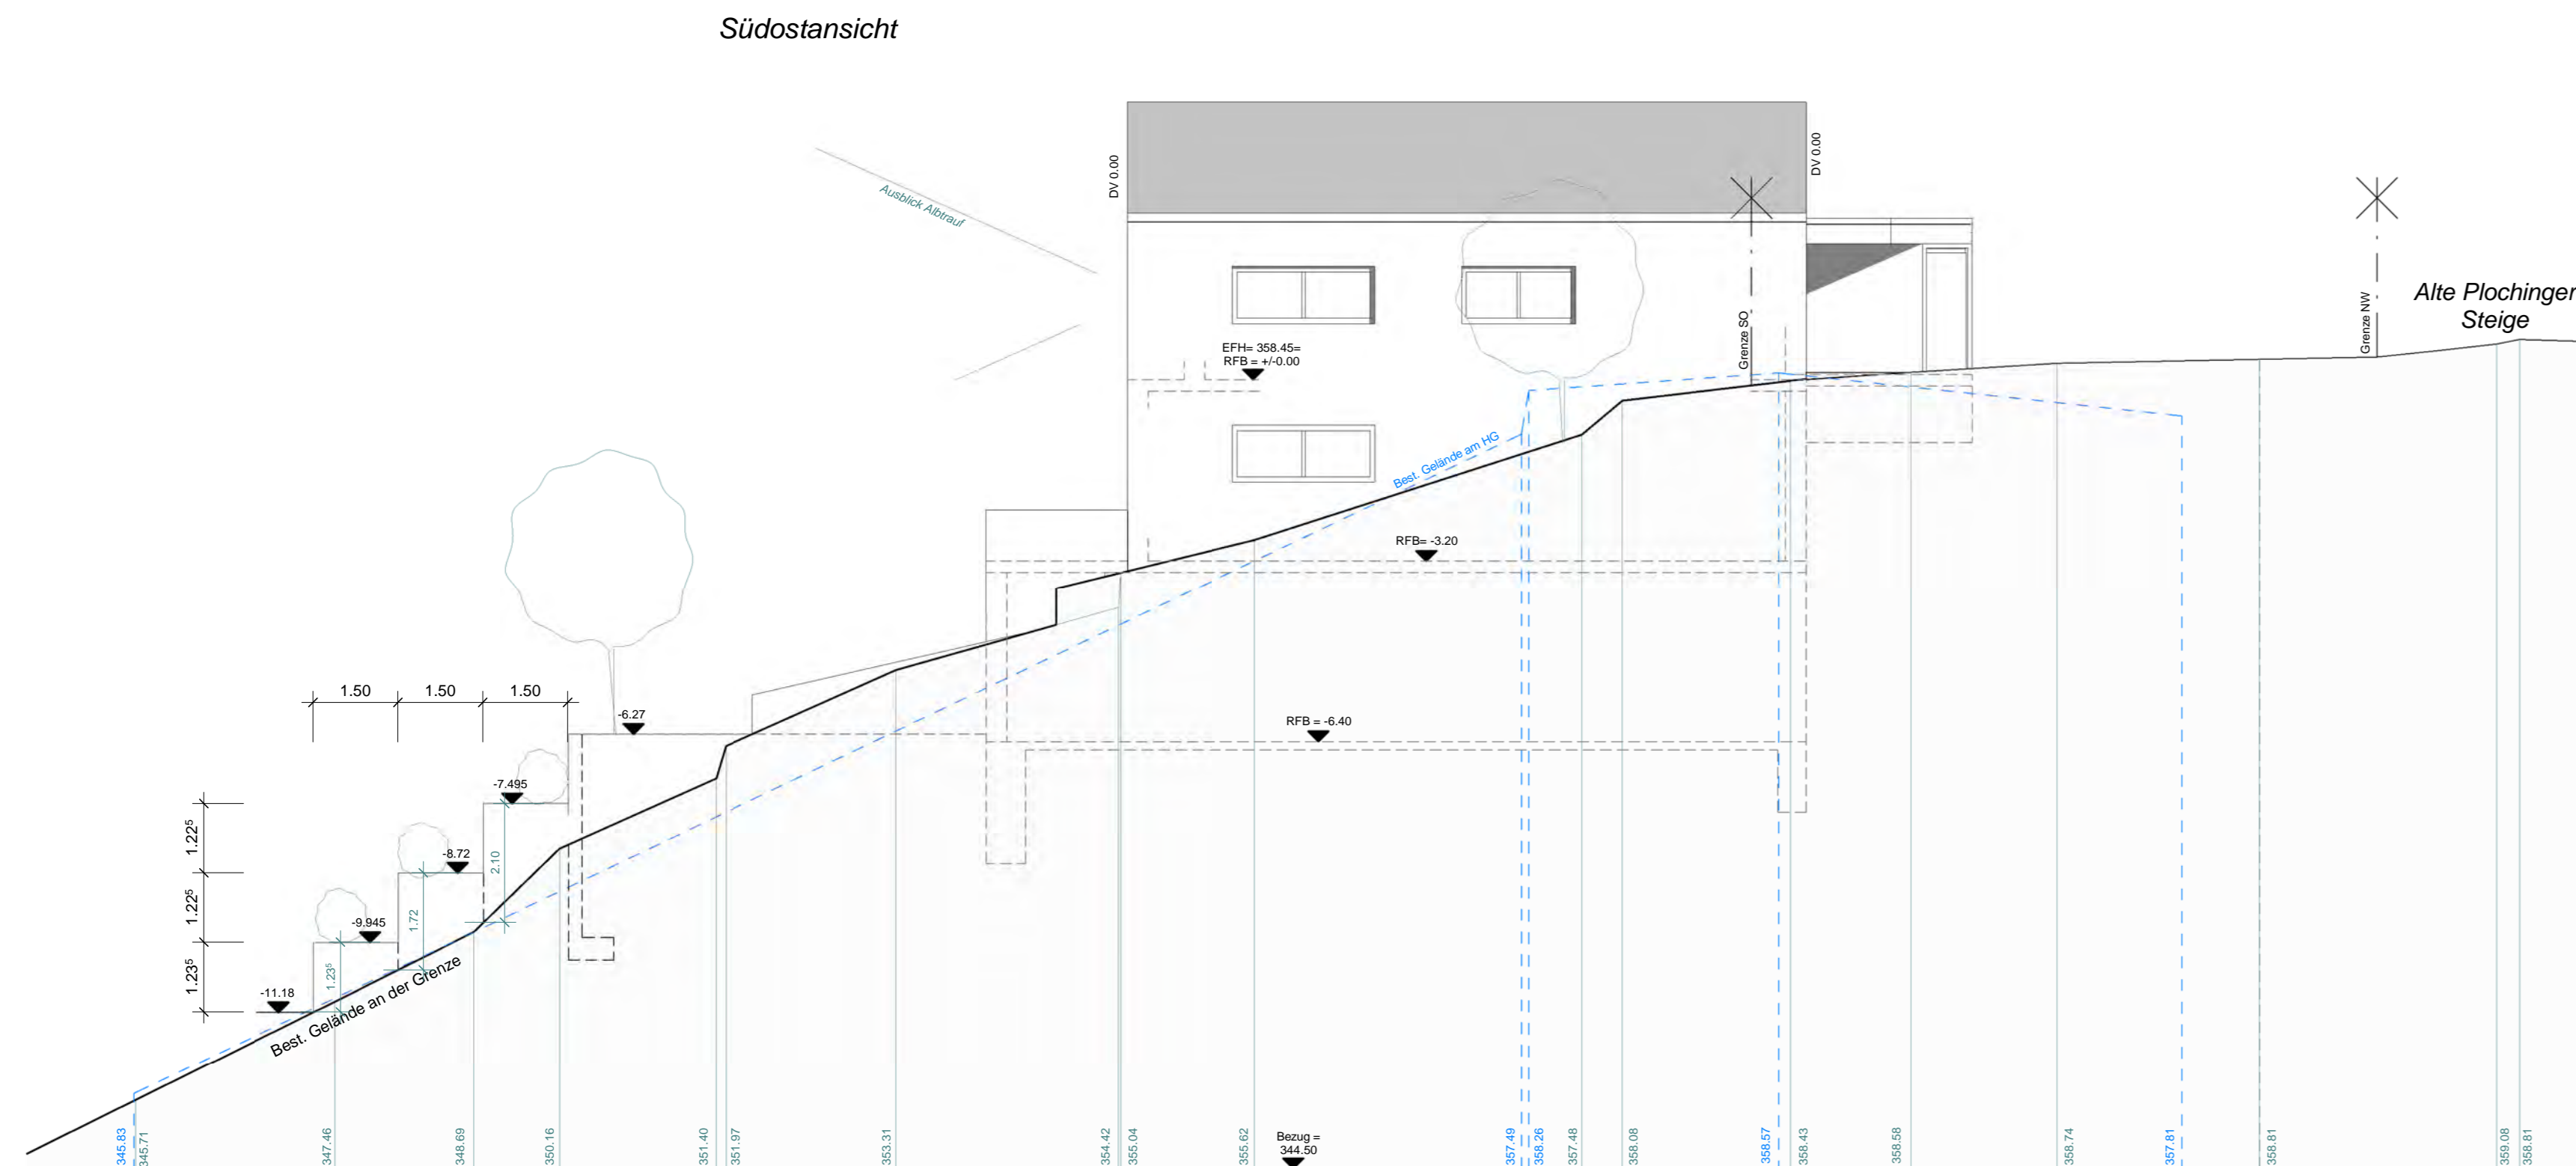 Südostansicht
DV 0.00
DV 0.00
Ausblick Albtrauf
Grenze SO
Grenze NW
Alte Plochinger
Steige
EFH= 358.45=
RFB = +/-0.00
Best. Gelände am HG
RFB= -3.20
1.50
1.50
1.50
-6.27
RFB = -6.40
-7.495
1.22⁵
2.10
-8.72
1.22⁵
1.72
-9.945
1.23⁵
1.23⁵
-11.18
Best. Gelände an der Grenze
345.83
345.71
347.46
348.69
350.16
351.40
351.97
353.31
354.42
355.04
355.62
Bezug =
344.50
357.49
358.26
357.48
358.08
358.57
358.43
358.58
358.74
357.81
358.81
359.08
358.81